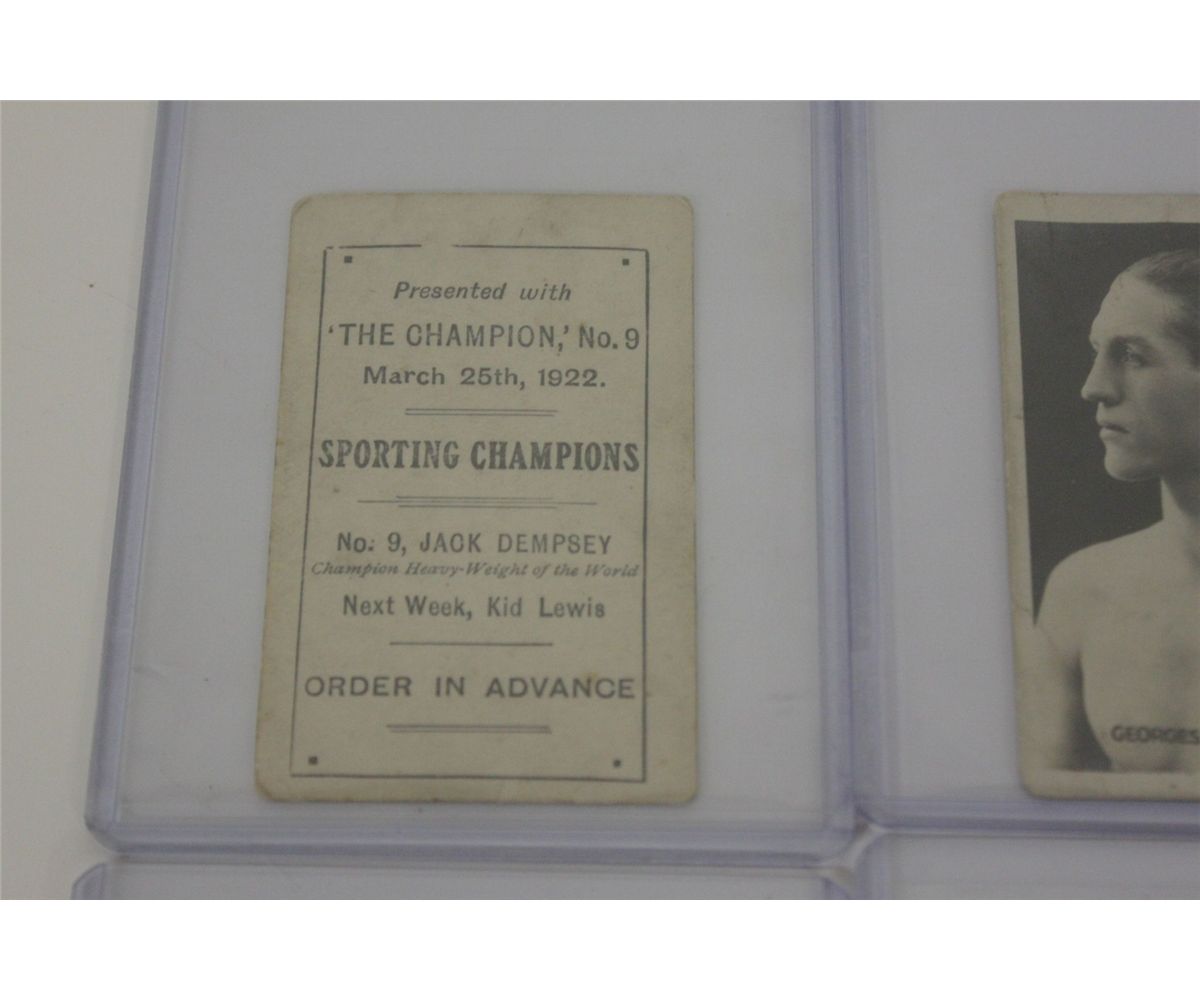 Presented with
‘THE CHAMPION,’ No. 9
March 25th, 1922.
SPORTING CHAMPIONS
No. 9, JACK DEMPSEY
Champion Heavy-Weight of the World
Next Week, Kid Lewis
ORDER IN ADVANCE
GEORGES